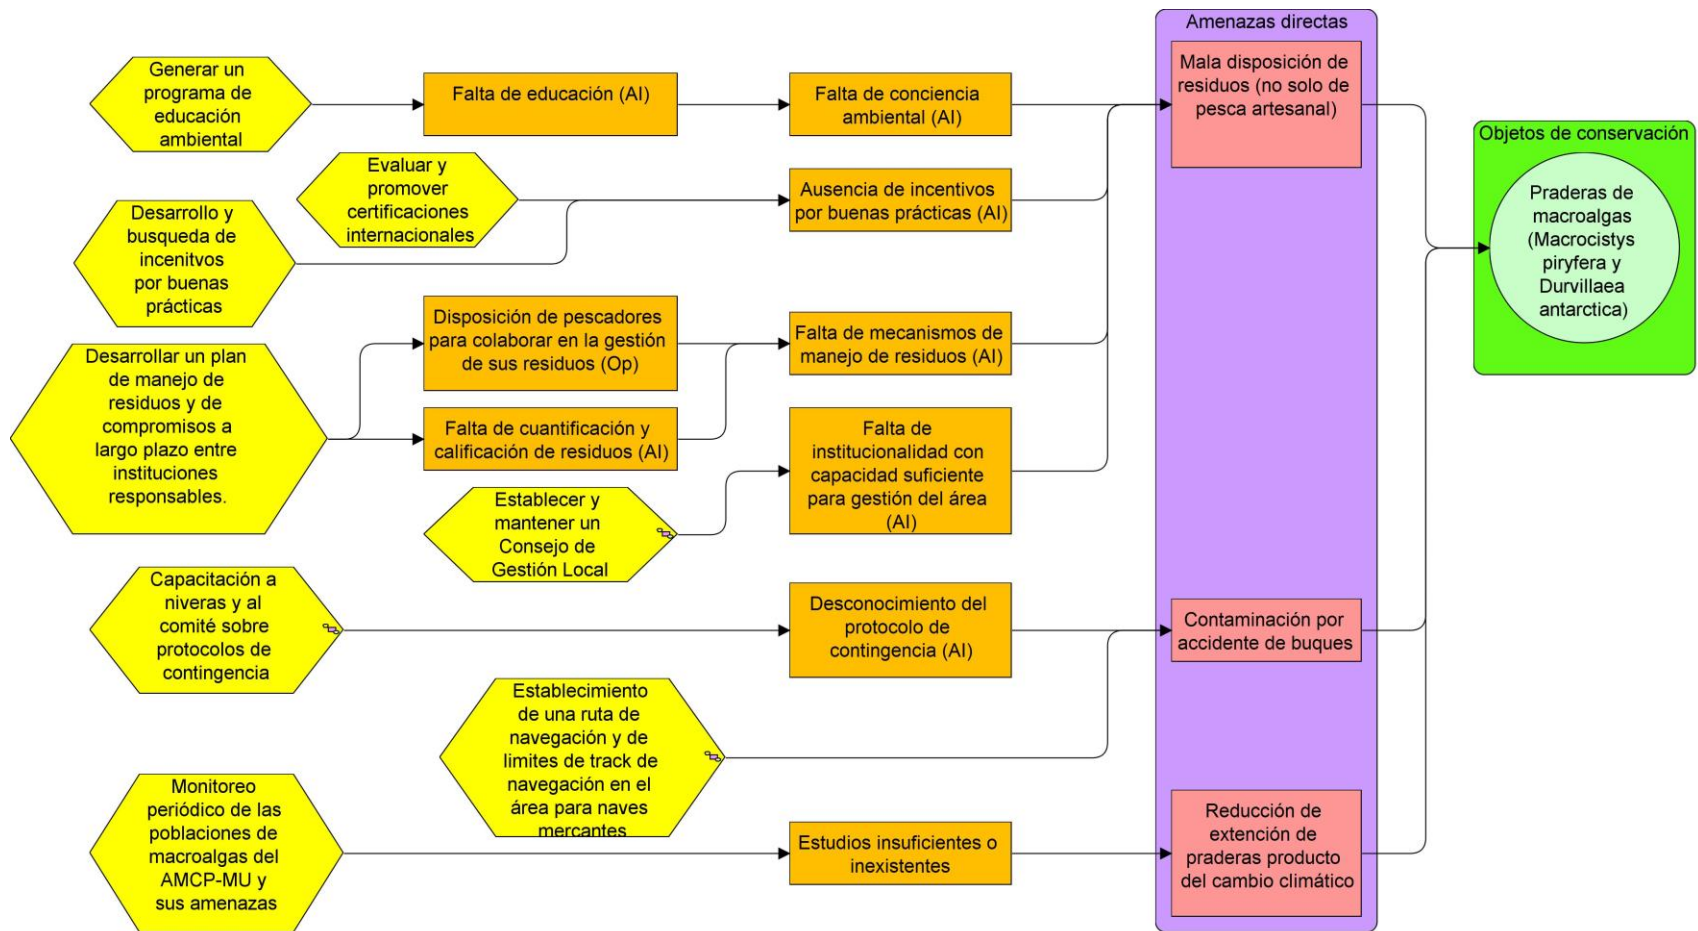 Amenazas directas
Generar un
programa de
educación
ambiental
Falta de educación (AI)
Falta de conciencia
ambiental (AI)
Mala disposición de
residuos (no solo de
pesca artesanal)
Objetos de conservación
Praderas de
macroalgas
(Macrocistys
piryfera y
Durvillaea
antarctica)
Evaluar y
promover
certificaciones
internacionales
Ausencia de incentivos
por buenas prácticas (AI)
Desarrollo y
busqueda de
incenitvos
por buenas
prácticas
Disposición de pescadores
para colaborar en la gestión
de sus residuos (Op)
Falta de mecanismos de
manejo de residuos (AI)
Desarrollar un plan
de manejo de
residuos y de
compromisos a
largo plazo entre
instituciones
responsables.
Falta de cuantificación y
calificación de residuos (AI)
Falta de
institucionalidad con
capacidad suficiente
para gestión del área
(AI)
Establecer y
mantener un
Consejo de
Gestión Local
Capacitación a
niveras y al
comité sobre
protocolos de
contingencia
Desconocimiento del
protocolo de
contingencia (AI)
Contaminación por
accidente de buques
Establecimiento
de una ruta de
navegación y de
limites de track de
navegación en el
área para naves
mercantes
Monitoreo
periódico de las
poblaciones de
macroalgas del
AMCP-MU y
sus amenazas
Estudios insuficientes o
inexistentes
Reducción de
extención de
praderas producto
del cambio climático